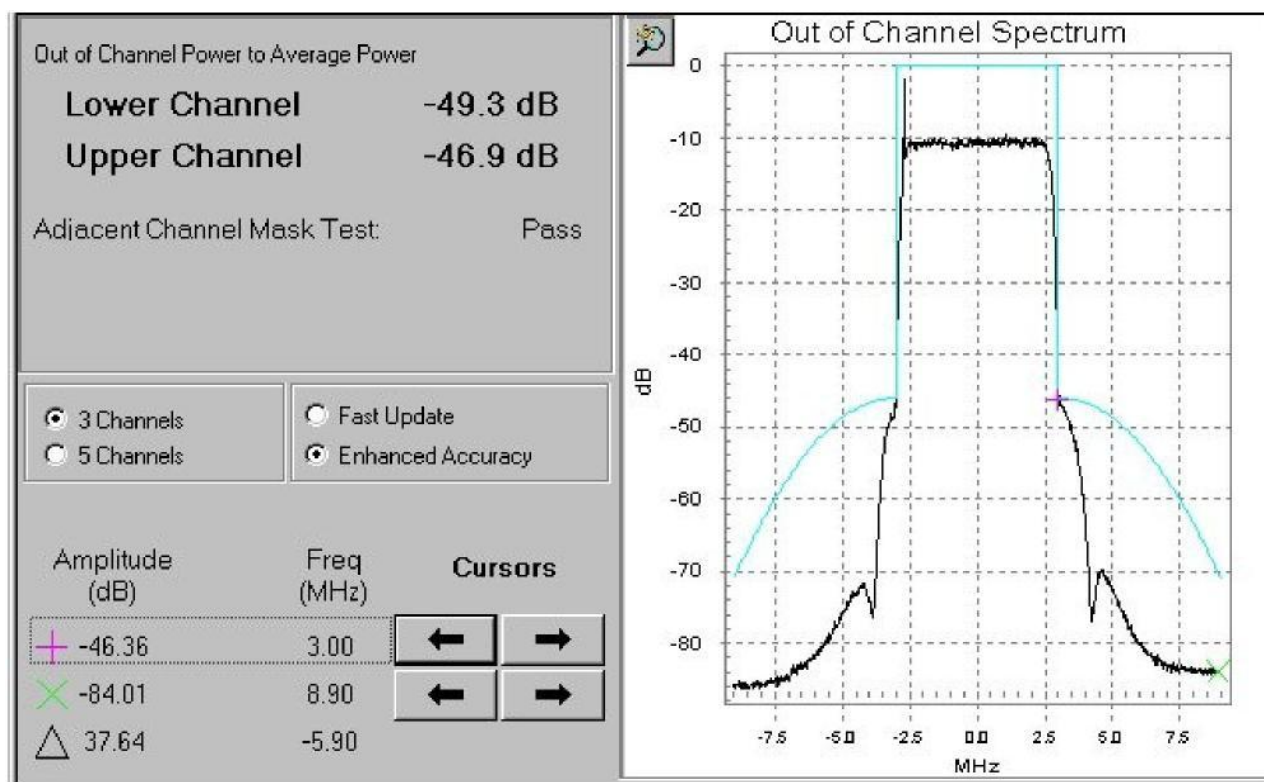 Out of Channel Power to Average Power
Lower Channel -49.3 dB
Upper Channel -46.9 dB
Adjacent Channel Mask Test: Pass
3 Channels
5 Channels
Fast Update
Enhanced Accuracy
Amplitude (dB) Freq (MHz) Cursors
-46.36 3.00
-84.01 8.90
37.64 -5.90
Out of Channel Spectrum
0
-10
-20
-30
-40
-50
-60
-70
-80
dB
-7.5 -5.0 -2.5 0.0 2.5 5.0 7.5
MHz